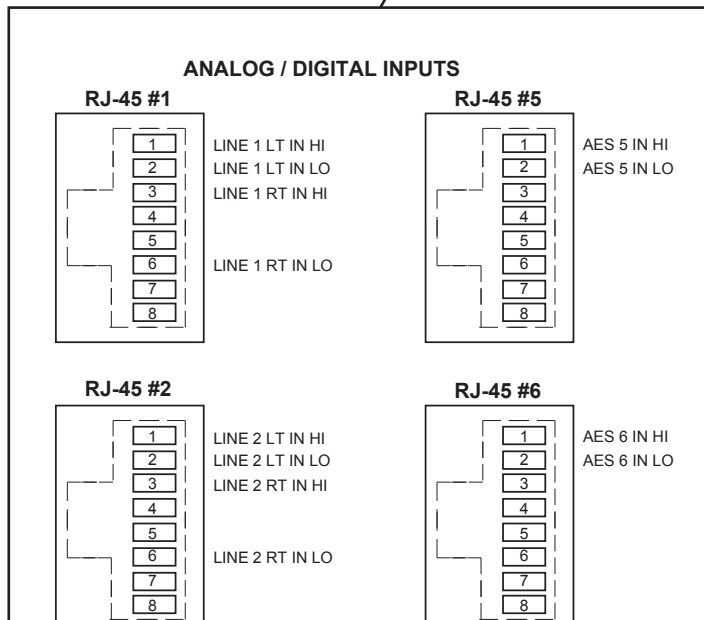 ANALOG / DIGITAL INPUTS
RJ-45 #1
1 LINE 1 LT IN HI
2 LINE 1 LT IN LO
3 LINE 1 RT IN HI
4
5
6 LINE 1 RT IN LO
7
8
RJ-45 #5
1 AES 5 IN HI
2 AES 5 IN LO
3
4
5
6
7
8
RJ-45 #2
1 LINE 2 LT IN HI
2 LINE 2 LT IN LO
3 LINE 2 RT IN HI
4
5
6 LINE 2 RT IN LO
7
8
RJ-45 #6
1 AES 6 IN HI
2 AES 6 IN LO
3
4
5
6
7
8